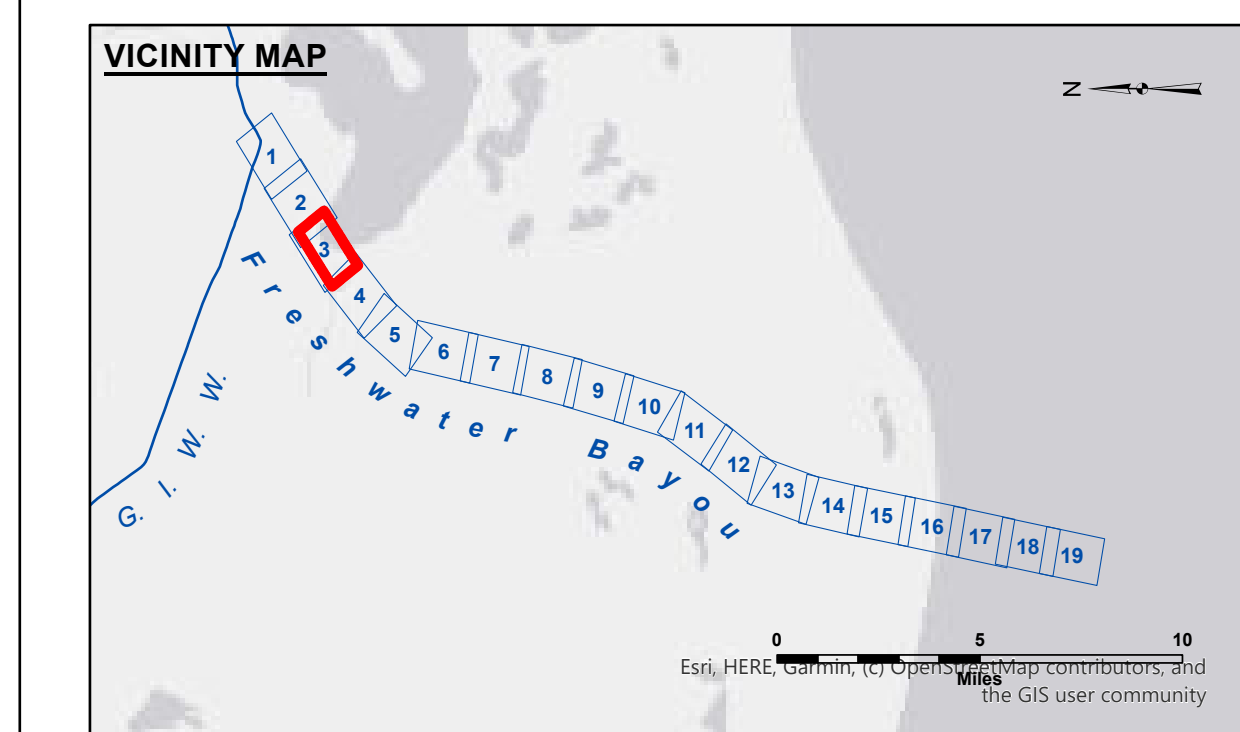 VICINITY MAP
N
1
2
3
4
5
6
7
8
9
10
11
12
13
14
15
16
17
18
19
Freshwater Bayou
G. I. W. W.
0 5 10
Miles
Esri, HERE, Garmin, (c) OpenStreetMap contributors, and
the GIS user community